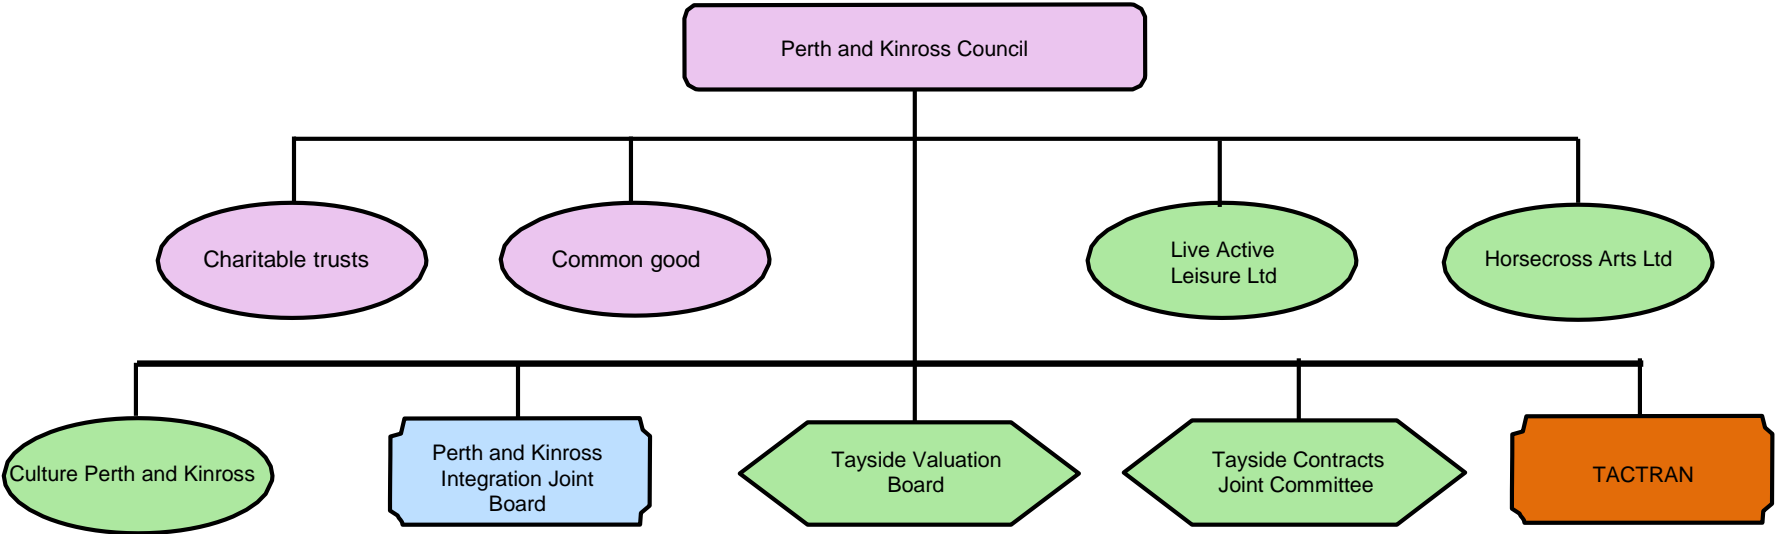 Perth and Kinross Council
Charitable trusts
Common good
Live Active
Leisure Ltd
Horsecross Arts Ltd
Culture Perth and Kinross
Perth and Kinross
Integration Joint
Board
Tayside Valuation
Board
Tayside Contracts
Joint Committee
TACTRAN